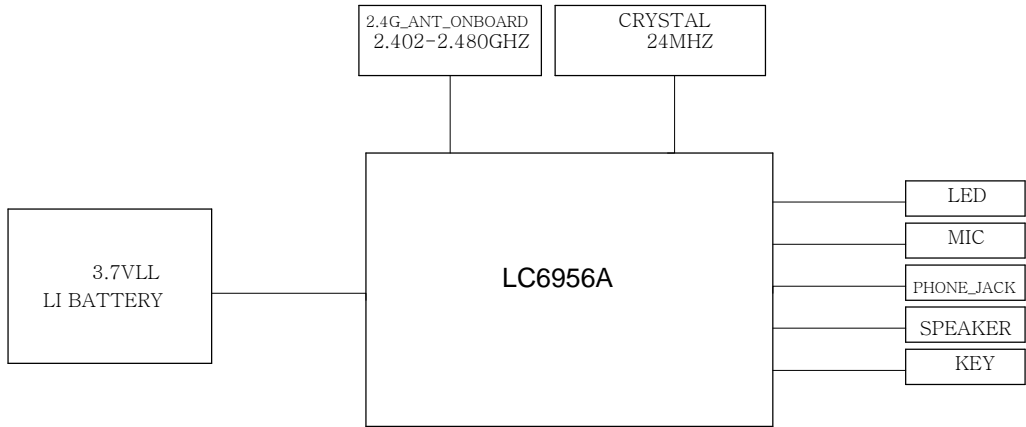 2.4G_ANT_ONBOARD
2.402-2.480GHZ
CRYSTAL
24MHZ
3.7VLL
LI BATTERY
LC6956A
LED
MIC
PHONE_JACK
SPEAKER
KEY